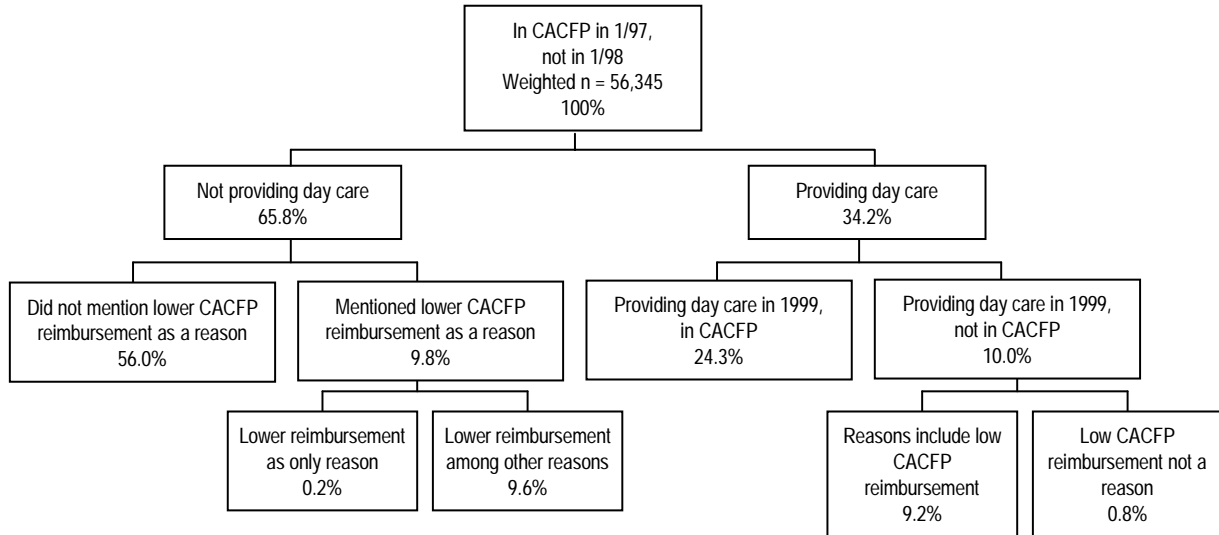 In CACFP in 1/97,
not in 1/98
Weighted n = 56,345
100%
Not providing day care
65.8%
Providing day care
34.2%
Did not mention lower CACFP
reimbursement as a reason
56.0%
Mentioned lower CACFP
reimbursement as a reason
9.8%
Providing day care in 1999,
in CACFP
24.3%
Providing day care in 1999,
not in CACFP
10.0%
Lower reimbursement
as only reason
0.2%
Lower reimbursement
among other reasons
9.6%
Reasons include low
CACFP
reimbursement
9.2%
Low CACFP
reimbursement not a
reason
0.8%